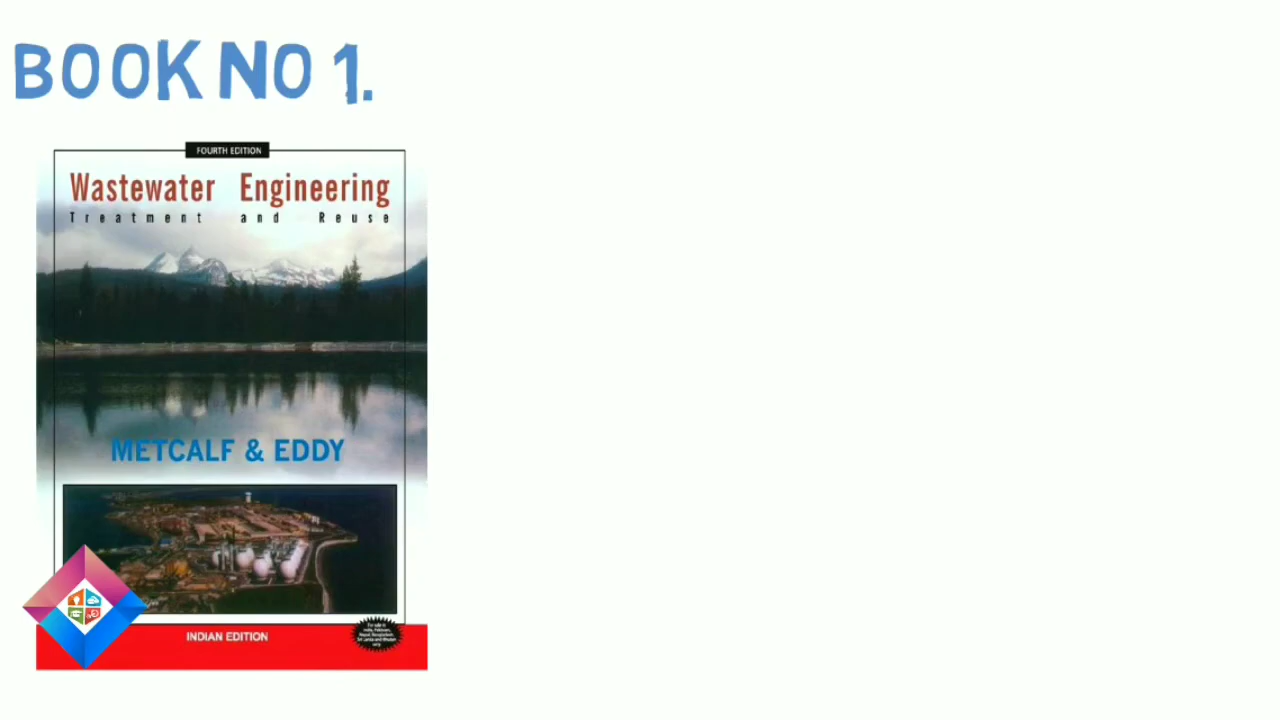 BOOK NO 1.
FOURTH EDITION
Wastewater Engineering
Treatment and Reuse
METCALF & EDDY
INDIAN EDITION